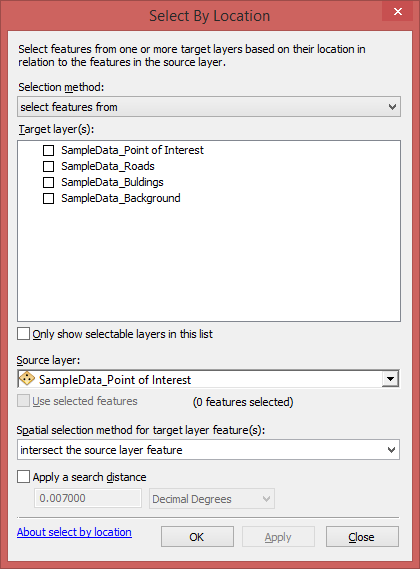 Select By Location
Select features from one or more target layers based on their location in
relation to the features in the source layer.
Selection method:
select features from
Target layer(s):
SampleData_Point of Interest
SampleData_Roads
SampleData_Buldings
SampleData_Background
Only show selectable layers in this list
Source layer:
SampleData_Point of Interest
Use selected features (0 features selected)
Spatial selection method for target layer feature(s):
intersect the source layer feature
Apply a search distance
0.007000 Decimal Degrees
About select by location OK Apply Close